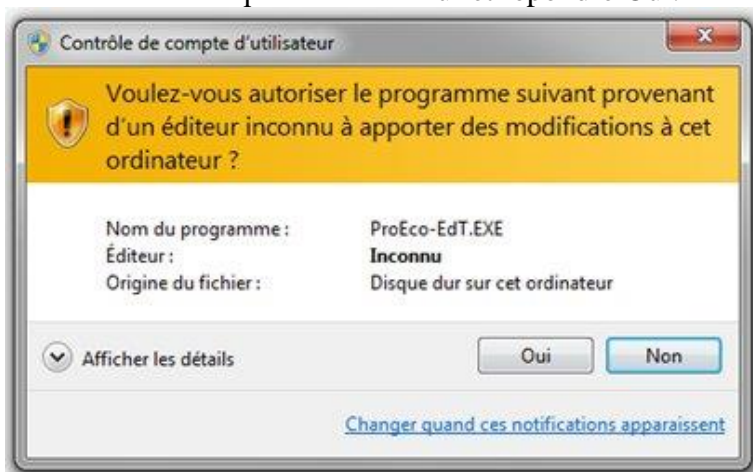 Contrôle de compte d'utilisateur
Voulez-vous autoriser le programme suivant provenant
d'un éditeur inconnu à apporter des modifications à cet
ordinateur ?
Nom du programme : ProEco-EdT.EXE
Éditeur : Inconnu
Origine du fichier : Disque dur sur cet ordinateur
Afficher les détails Oui Non
Changer quand ces notifications apparaissent